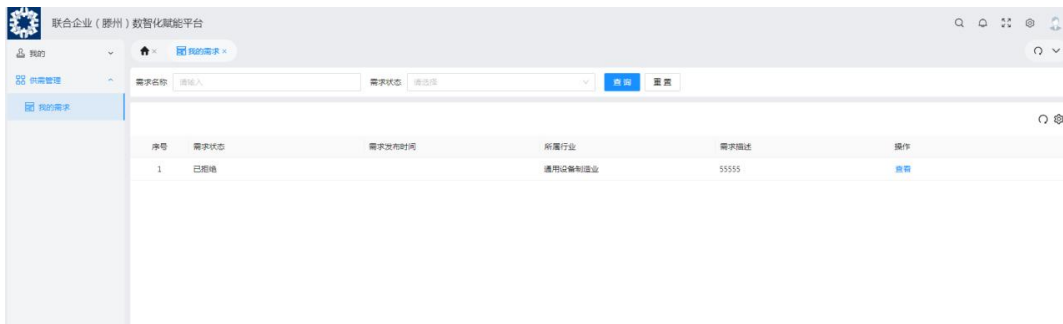 联合企业（滕州）数智化赋能平台
我的
我的需求
供需管理
需求名称 请输入 需求状态 请选择 查询 重置
我的需求
序号 需求状态 需求发布时间 所属行业 需求描述 操作
1 已拒绝 通用设备制造业 55555 查看